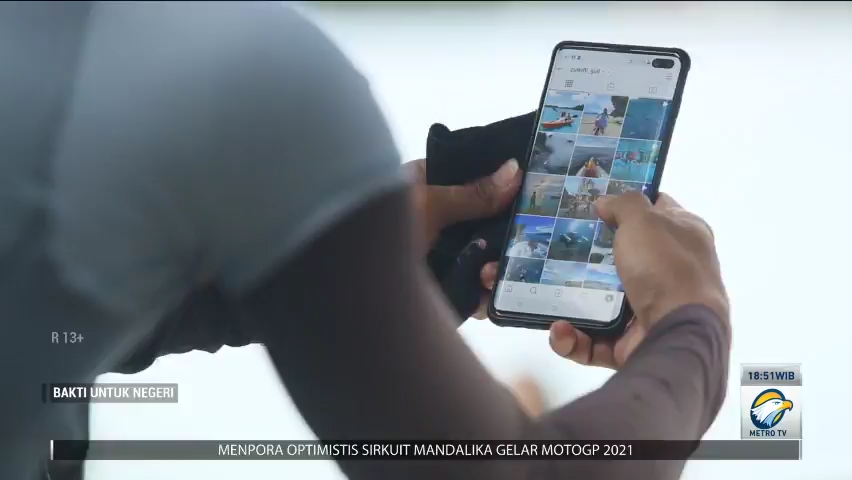 R 13+
BAKTI UNTUK NEGERI
18:51WIB
METRO TV
MENPORA OPTIMISTIS SIRKUIT MANDALIKA GELAR MOTOGP 2021